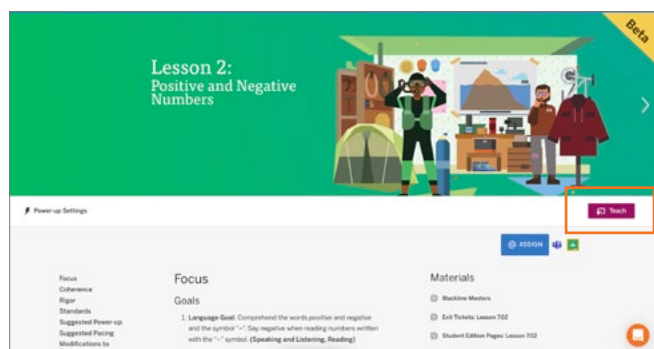 Beta
Lesson 2:
Positive and Negative
Numbers
Power-up Settings
Teach
ASSIGN
Focus
Coherence
Rigor
Standards
Suggested Power-up
Suggested Pacing
Modifications to
Focus
Goals
1. Language Goal: Comprehend the words positive and negative
and the symbol "−". Say negative when reading numbers written
with the "−" symbol. (Speaking and Listening, Reading)
Materials
Blackline Masters
Exit Tickets: Lesson 7.02
Student Edition Pages: Lesson 7.02